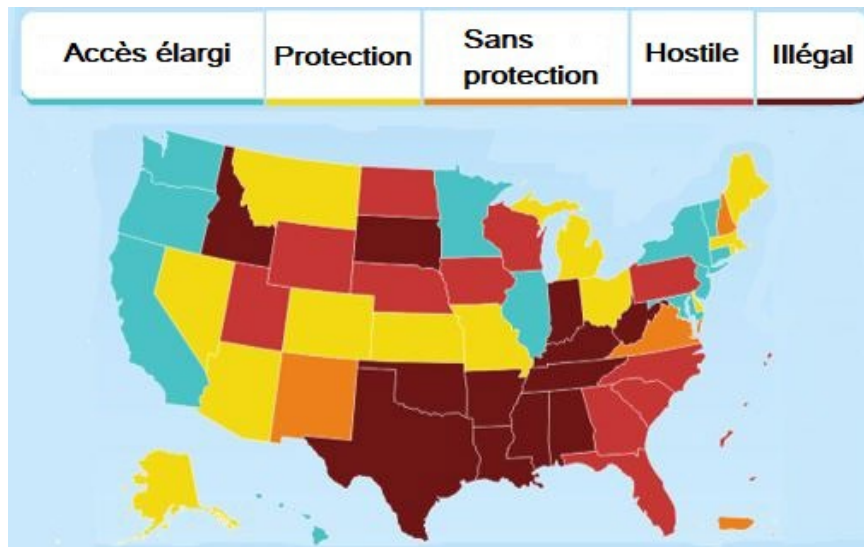 Accès élargi
Protection
Sans
protection
Hostile
Illégal